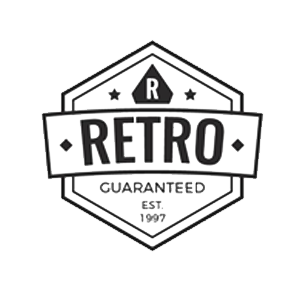 R
RETRO
GUARANTEED
EST.
1997